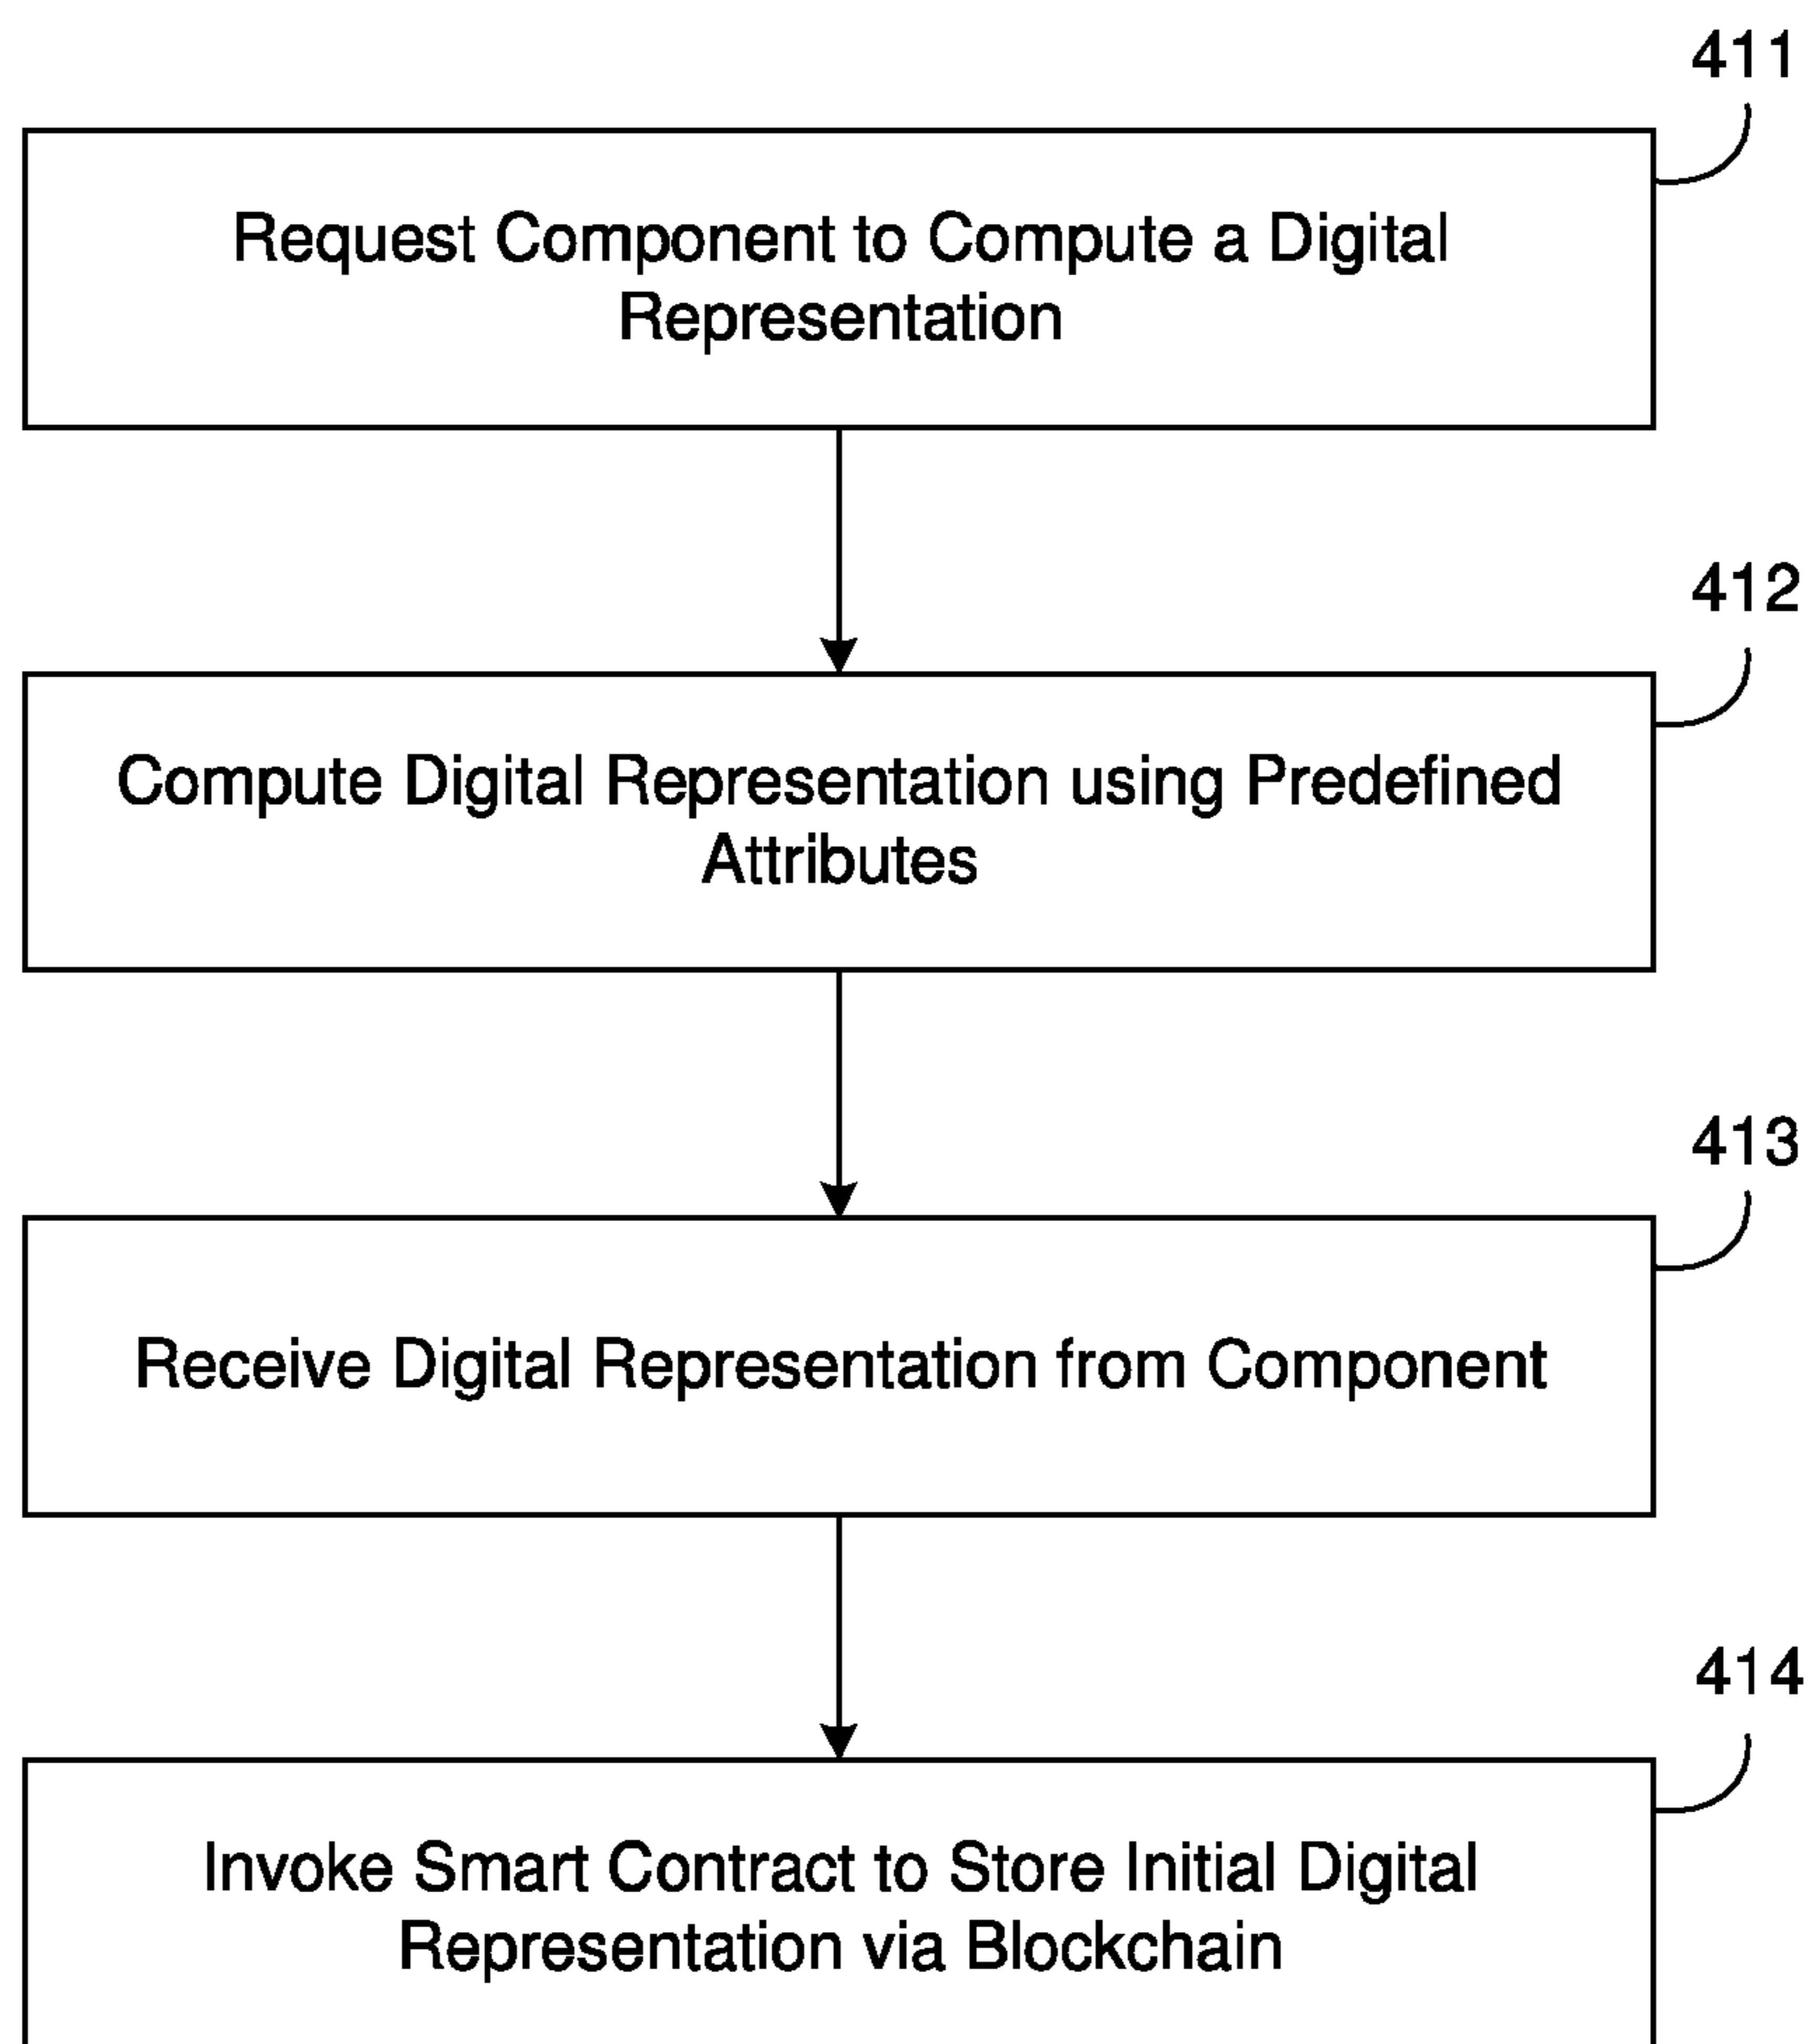 411
Request Component to Compute a Digital
Representation
412
Compute Digital Representation using Predefined
Attributes
413
Receive Digital Representation from Component
414
Invoke Smart Contract to Store Initial Digital
Representation via Blockchain